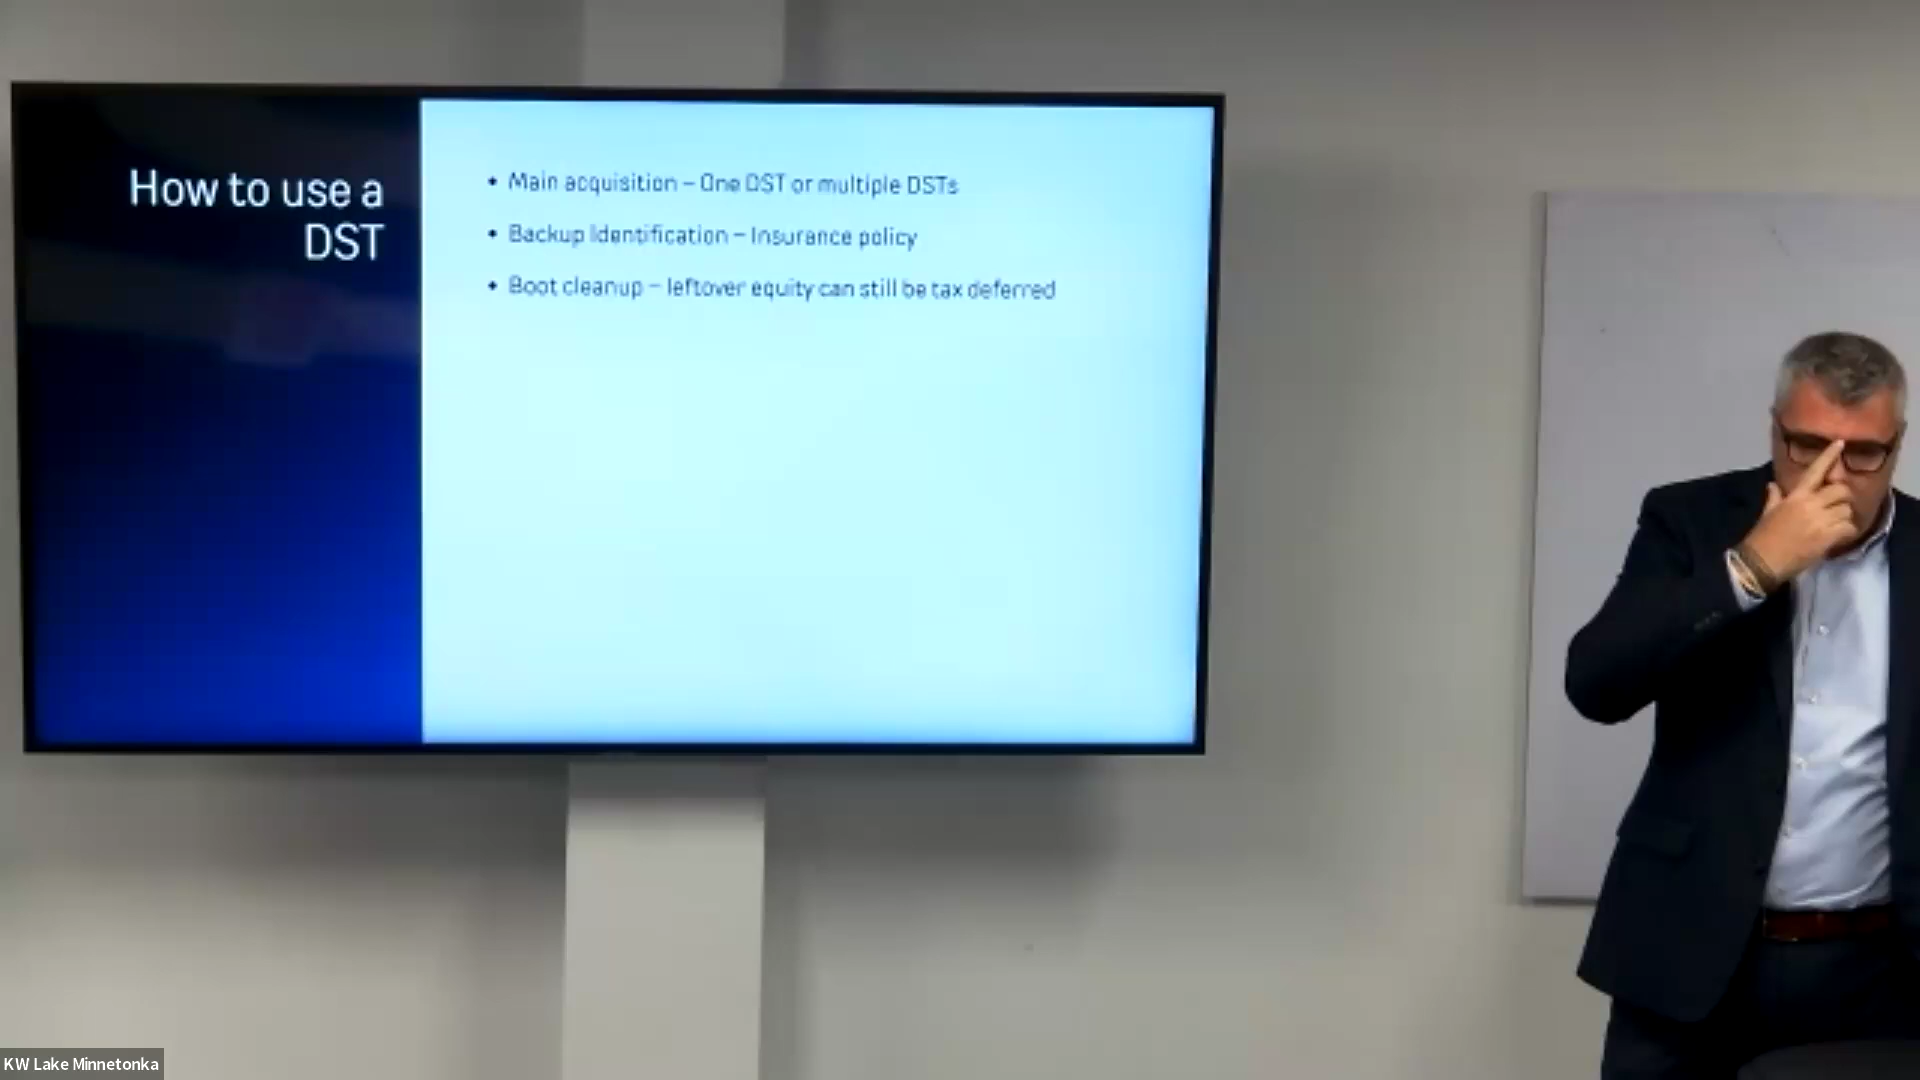 How to use a
DST
• Main acquisition – One DST or multiple DSTs
• Backup Identification – Insurance policy
• Boot cleanup – leftover equity can still be tax deferred
KW Lake Minnetonka